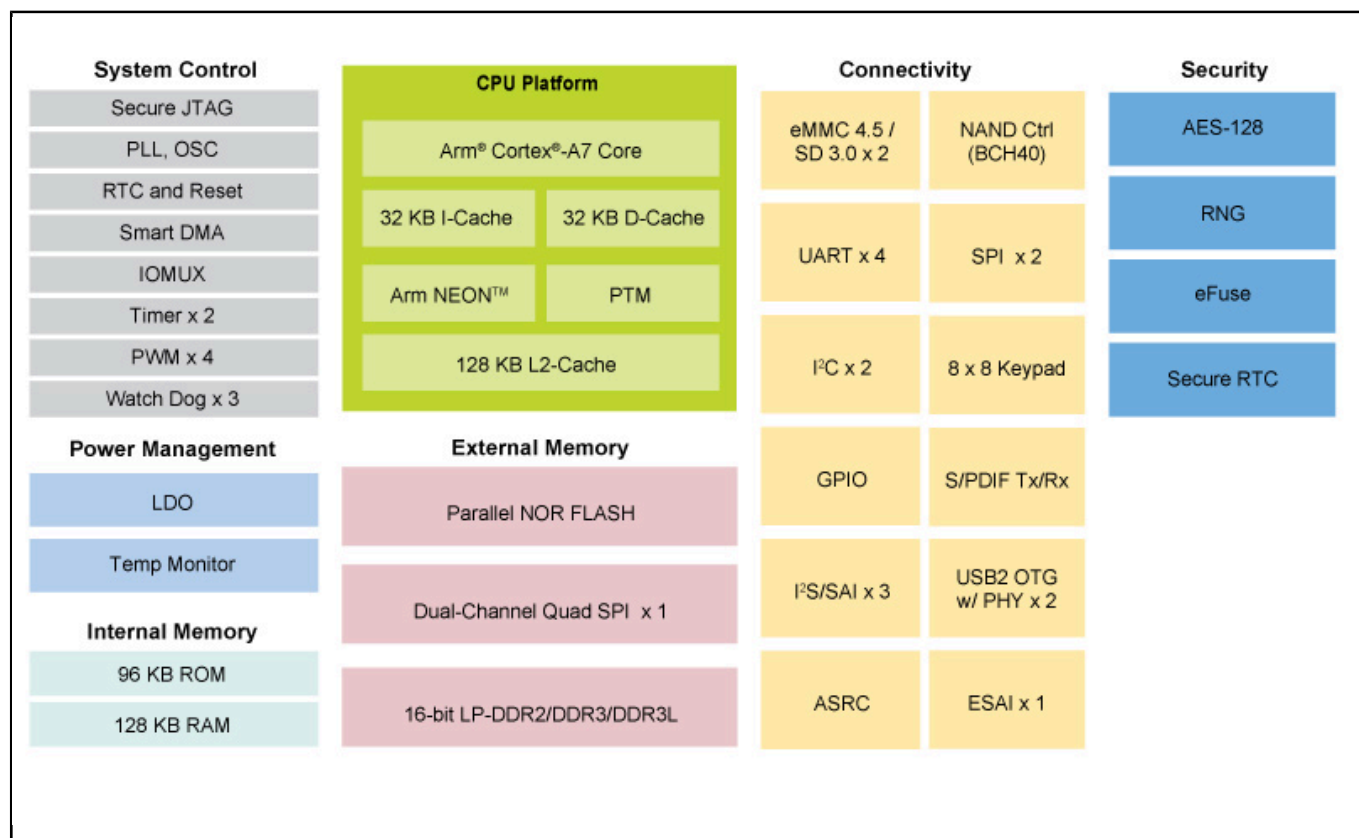 System Control
Secure JTAG
PLL, OSC
RTC and Reset
Smart DMA
IOMUX
Timer x 2
PWM x 4
Watch Dog x 3
Power Management
LDO
Temp Monitor
Internal Memory
96 KB ROM
128 KB RAM
CPU Platform
Arm® Cortex®-A7 Core
32 KB I-Cache
32 KB D-Cache
Arm NEON™
PTM
128 KB L2-Cache
External Memory
Parallel NOR FLASH
Dual-Channel Quad SPI x 1
16-bit LP-DDR2/DDR3/DDR3L
Connectivity
eMMC 4.5 /
SD 3.0 x 2
NAND Ctrl
(BCH40)
UART x 4
SPI x 2
I²C x 2
8 x 8 Keypad
GPIO
S/PDIF Tx/Rx
I²S/SAI x 3
USB2 OTG
w/ PHY x 2
ASRC
ESAI x 1
Security
AES-128
RNG
eFuse
Secure RTC